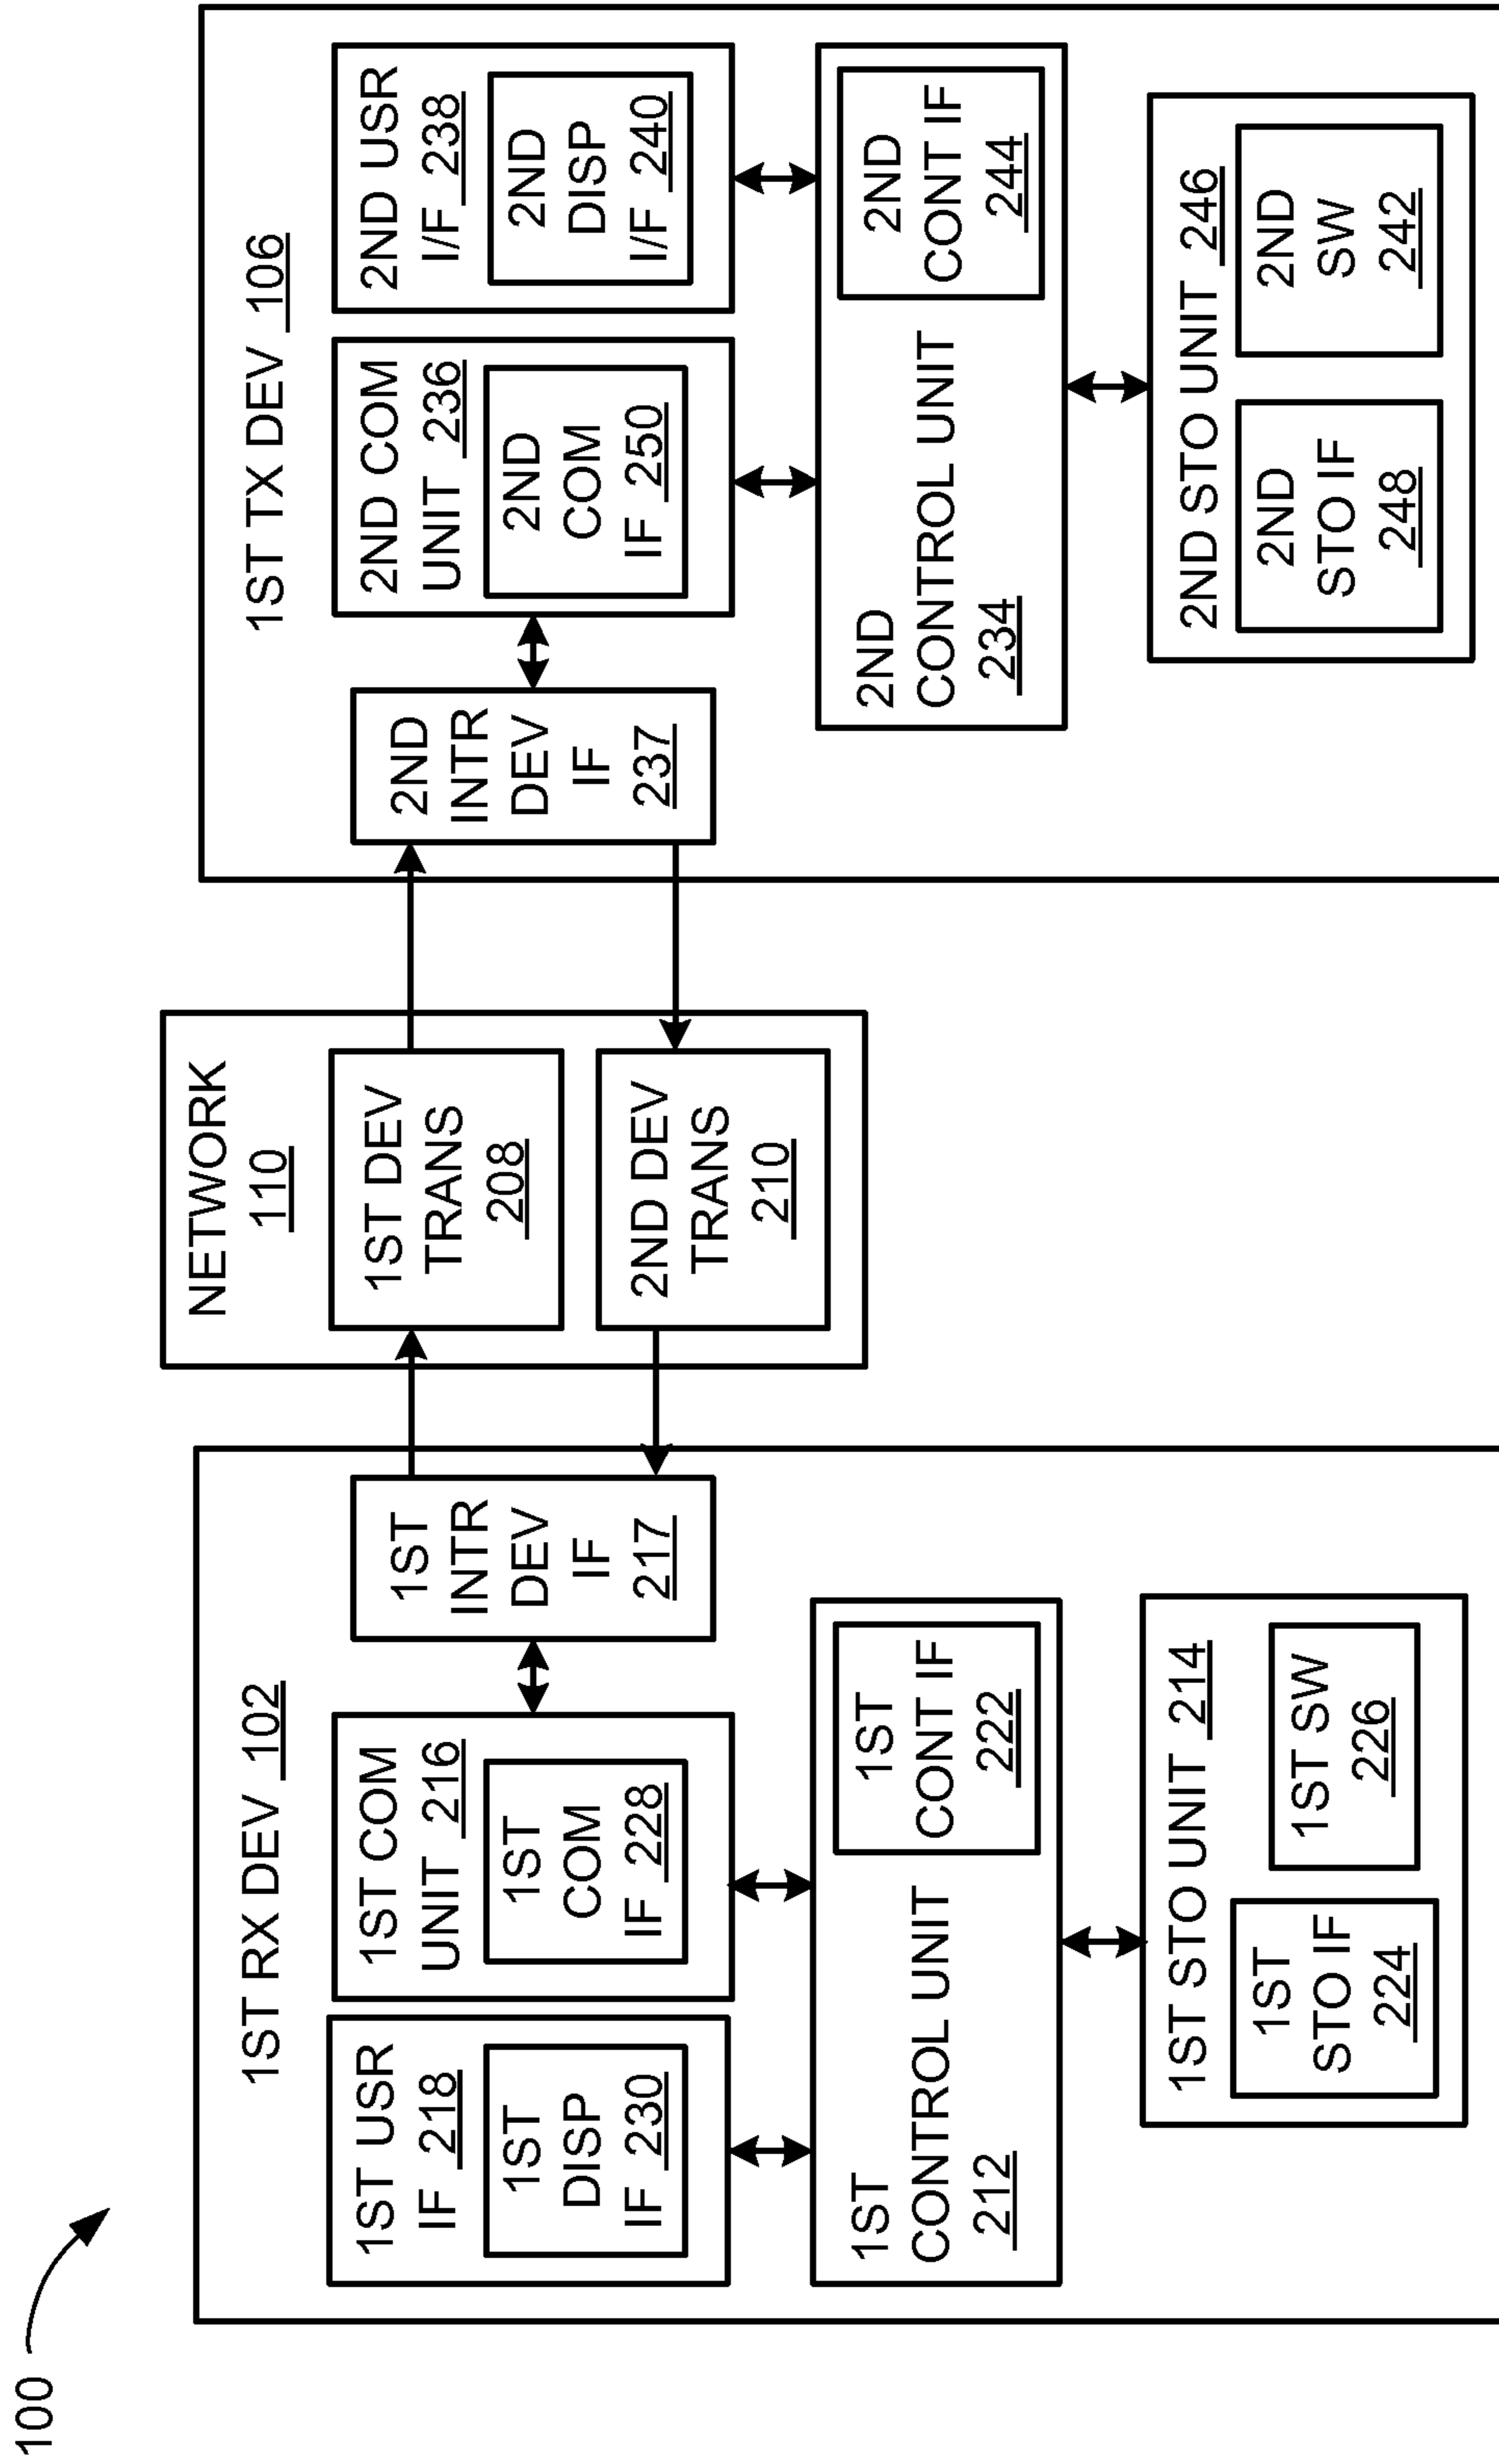 100
1ST RX DEV 102
1ST USR
IF 218
1ST
DISP
IF 230
1ST COM
UNIT 216
1ST
COM
IF 228
1ST
INTR
DEV
IF
217
1ST
CONTROL UNIT
212
1ST
CONT IF
222
1ST STO UNIT 214
1ST
STO IF
224
1ST SW
226
NETWORK
110
1ST DEV
TRANS
208
2ND DEV
TRANS
210
1ST TX DEV 106
2ND
INTR
DEV
IF
237
2ND COM
UNIT 236
2ND
COM
IF 250
2ND USR
I/F 238
2ND
DISP
I/F 240
2ND
CONTROL UNIT
234
2ND
CONT IF
244
2ND STO UNIT 246
2ND
STO IF
248
2ND
SW
242